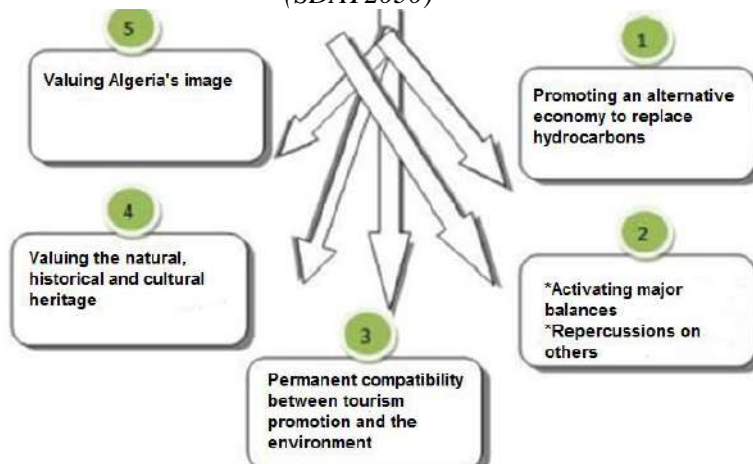 (SDAT2030)
5
Valuing Algeria's image
1
Promoting an alternative
economy to replace
hydrocarbons
4
Valuing the natural,
historical and cultural
heritage
2
*Activating major
balances
*Repercussions on
others
3
Permanent compatibility
between tourism
promotion and the
environment